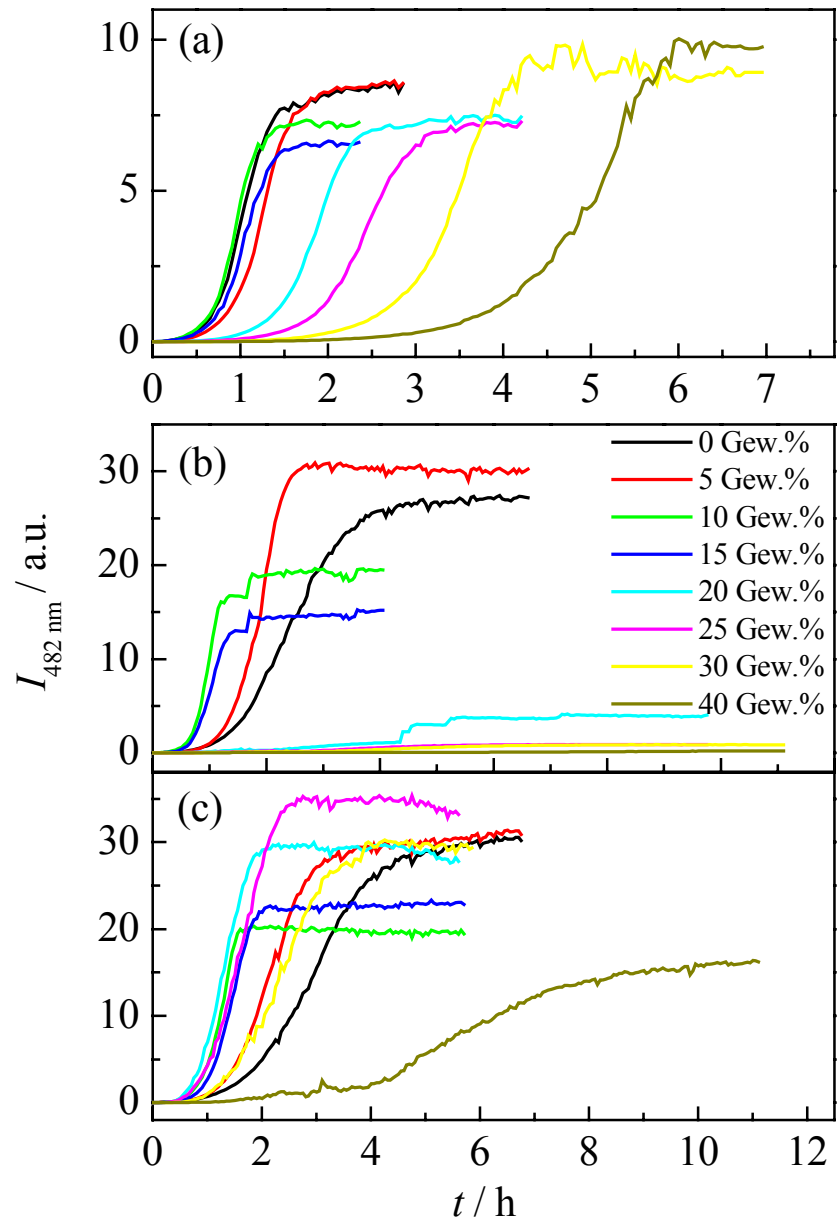 (a)
10
5
0
0 1 2 3 4 5 6 7
(b)
30
20
10
0
0 Gew.%
5 Gew.%
10 Gew.%
15 Gew.%
20 Gew.%
25 Gew.%
30 Gew.%
40 Gew.%
I482 nm / a.u.
(c)
30
20
10
0
0 2 4 6 8 10 12
t / h